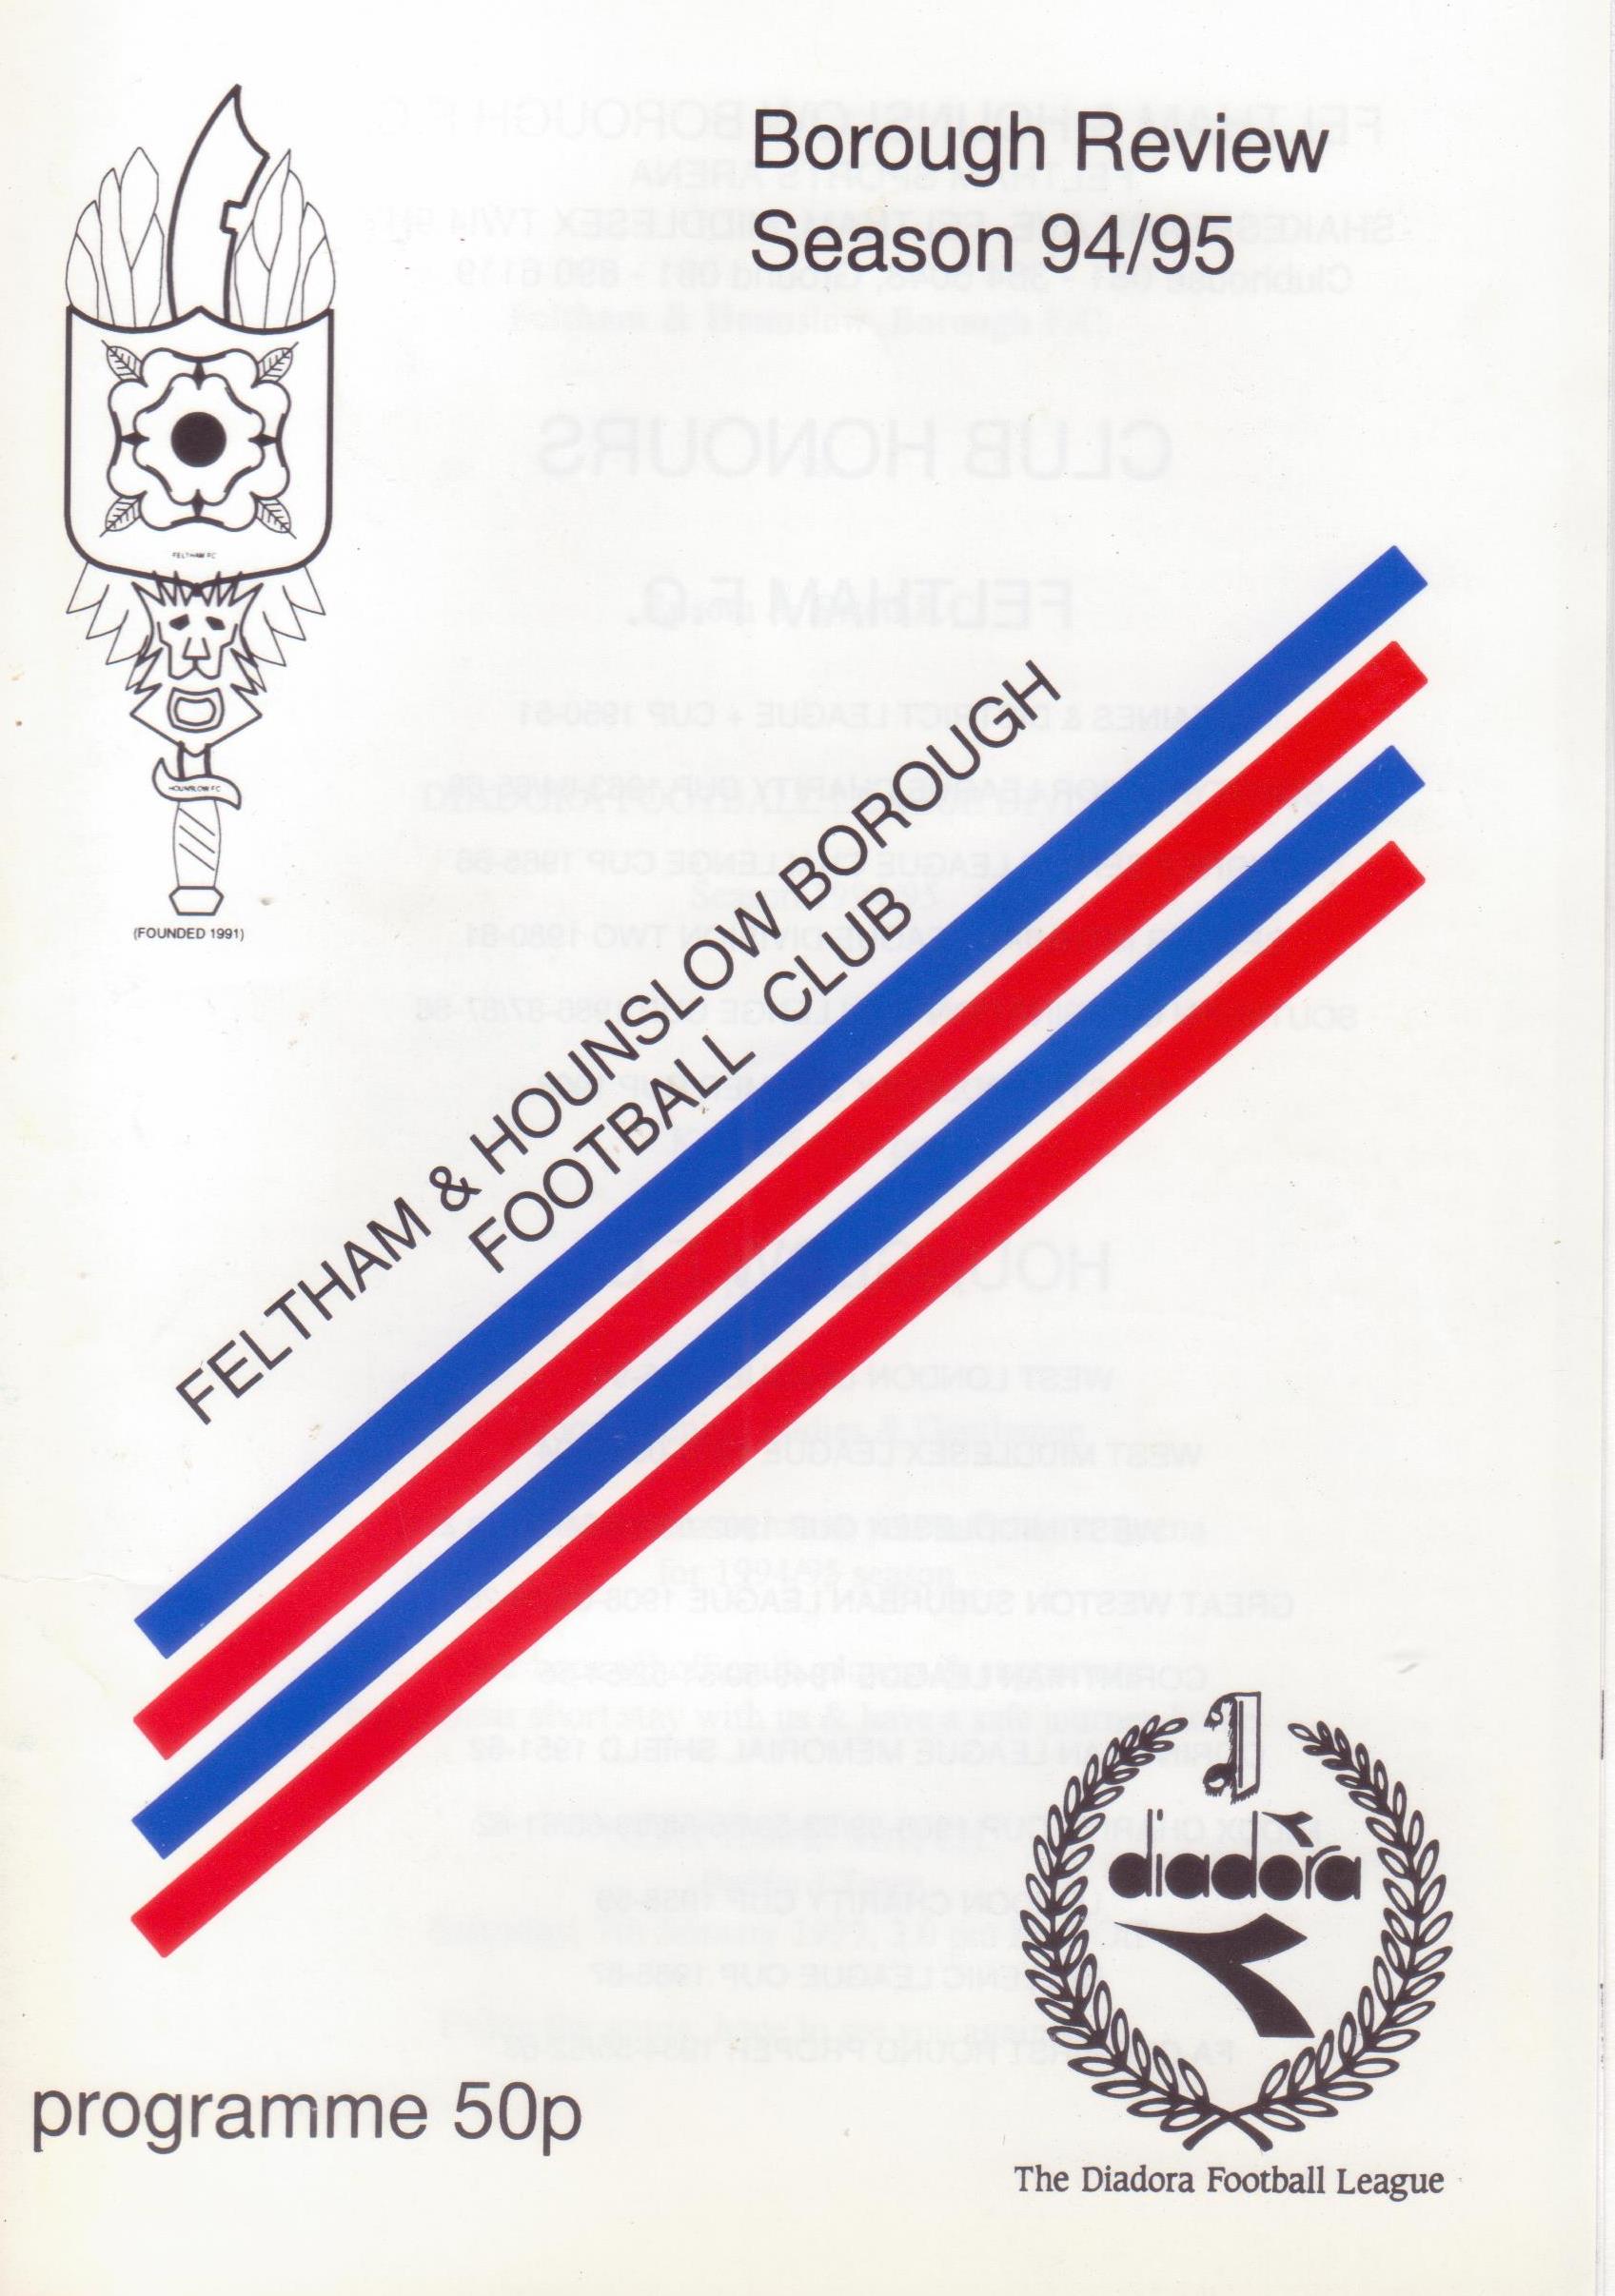 Borough Review
Season 94/95
FELTHAM FC
HOUNSLOW FC
(FOUNDED 1991)
FELTHAM & HOUNSLOW BOROUGH
FOOTBALL CLUB
diadora
programme 50p
The Diadora Football League